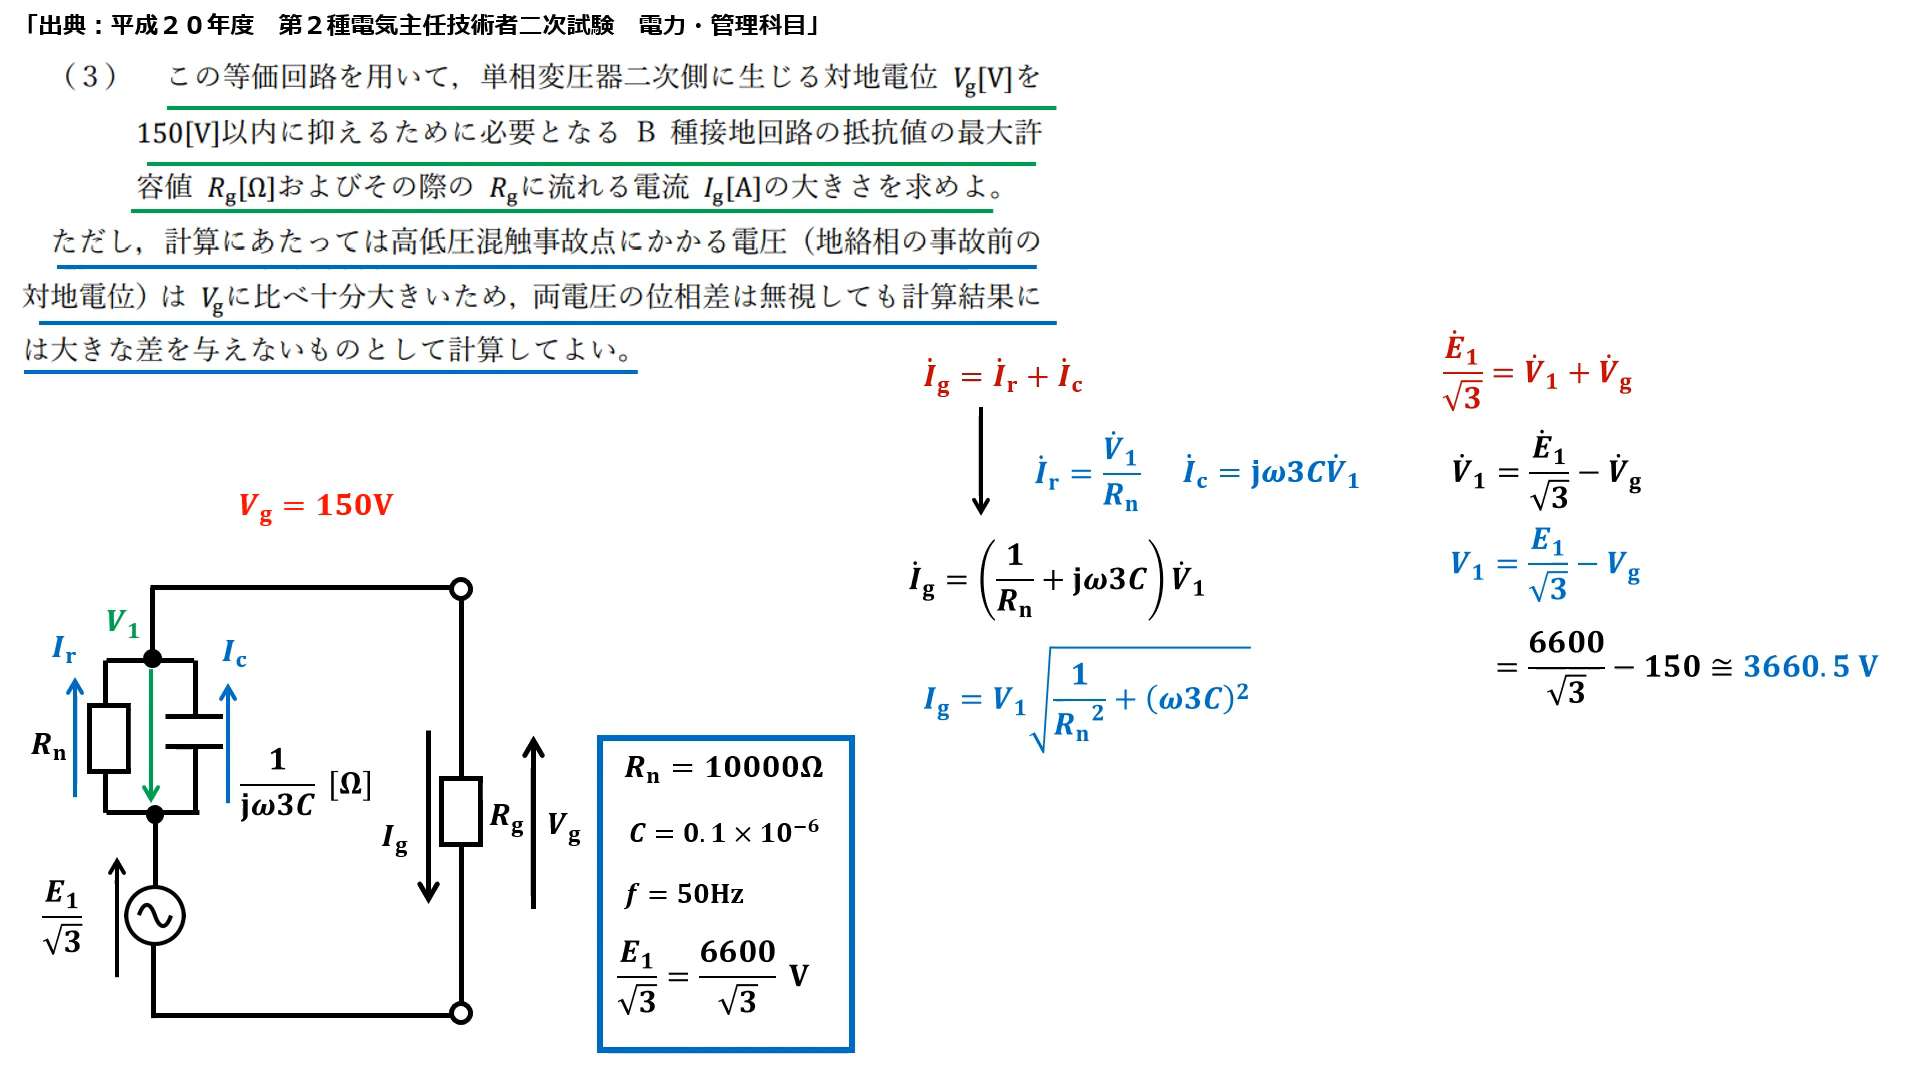 「出典：平成２０年度　第２種電気主任技術者二次試験　電力・管理科目」
（３）　この等価回路を用いて，単相変圧器二次側に生じる対地電位 Vg[V]を
150[V]以内に抑えるために必要となる B 種接地回路の抵抗値の最大許
容値 Rg[Ω]およびその際の Rgに流れる電流 Ig[A]の大きさを求めよ。
ただし，計算にあたっては高低圧混触事故点にかかる電圧（地絡相の事故前の
対地電位）は Vgに比べ十分大きいため，両電圧の位相差は無視しても計算結果に
は大きな差を与えないものとして計算してよい。
İg = İr + İc
İr = V̇1/Rn　İc = jω3CV̇1
İg = (1/Rn + jω3C) V̇1
Ig = V1 √(1/Rn² + (ω3C)²)
Ė1/√3 = V̇1 + V̇g
V̇1 = Ė1/√3 − V̇g
V1 = E1/√3 − Vg
= 6600/√3 − 150 ≅ 3660.5 V
Vg = 150V
V1
Ir
Ic
Rn
1/jω3C [Ω]
Ig
Rg
Vg
E1/√3
Rn = 10000Ω
C = 0.1 × 10⁻⁶
f = 50Hz
E1/√3 = 6600/√3 V